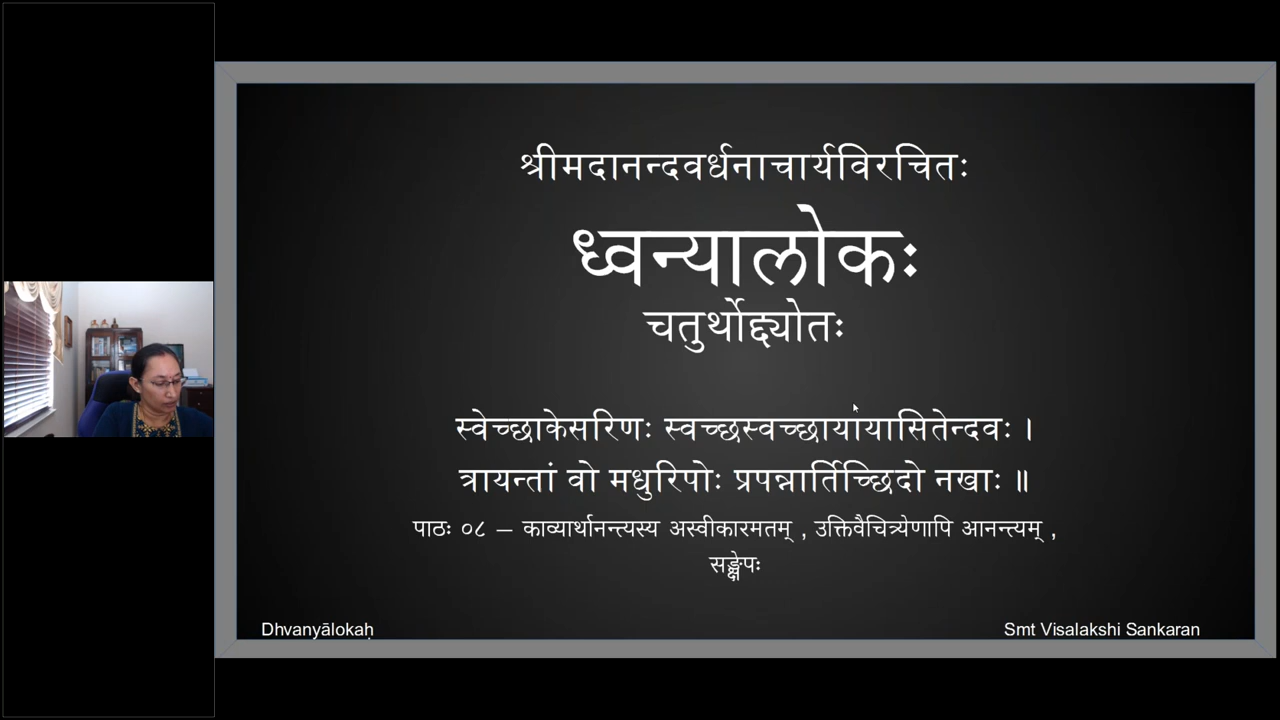 श्रीमदानन्दवर्धनाचार्यविरचितः
ध्वन्यालोकः
चतुर्थोद्द्योतः
स्वेच्छाकेसरिणः स्वच्छस्वच्छायायासितेन्दवः ।
त्रायन्तां वो मधुरिपोः प्रपन्नार्तिच्छिदो नखाः ॥
पाठः ०८ – काव्यार्थानन्त्यस्य अस्वीकारमतम् , उक्तिवैचित्र्येणापि आनन्त्यम् ,
सङ्क्षेपः
Dhvanyālokaḥ
Smt Visalakshi Sankaran